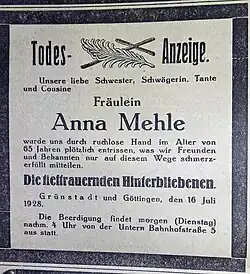 Todes-Anzeige.
Unsere liebe Schwester, Schwägerin, Tante
und Cousine
Fräulein
Anna Mehle
wurde uns durch ruchlose Hand im Alter von
65 Jahren plötzlich entrissen, was wir Freunden
und Bekannten nur auf diesem Wege schmerz-
erfüllt mitteilen.
Die tieftrauernden Hinterbliebenen.
Grünstadt und Göttingen, den 16 Juli
1928.
Die Beerdigung findet morgen (Dienstag)
nachm. 4 Uhr von der Untern Bahnhofstraße 5
aus statt.